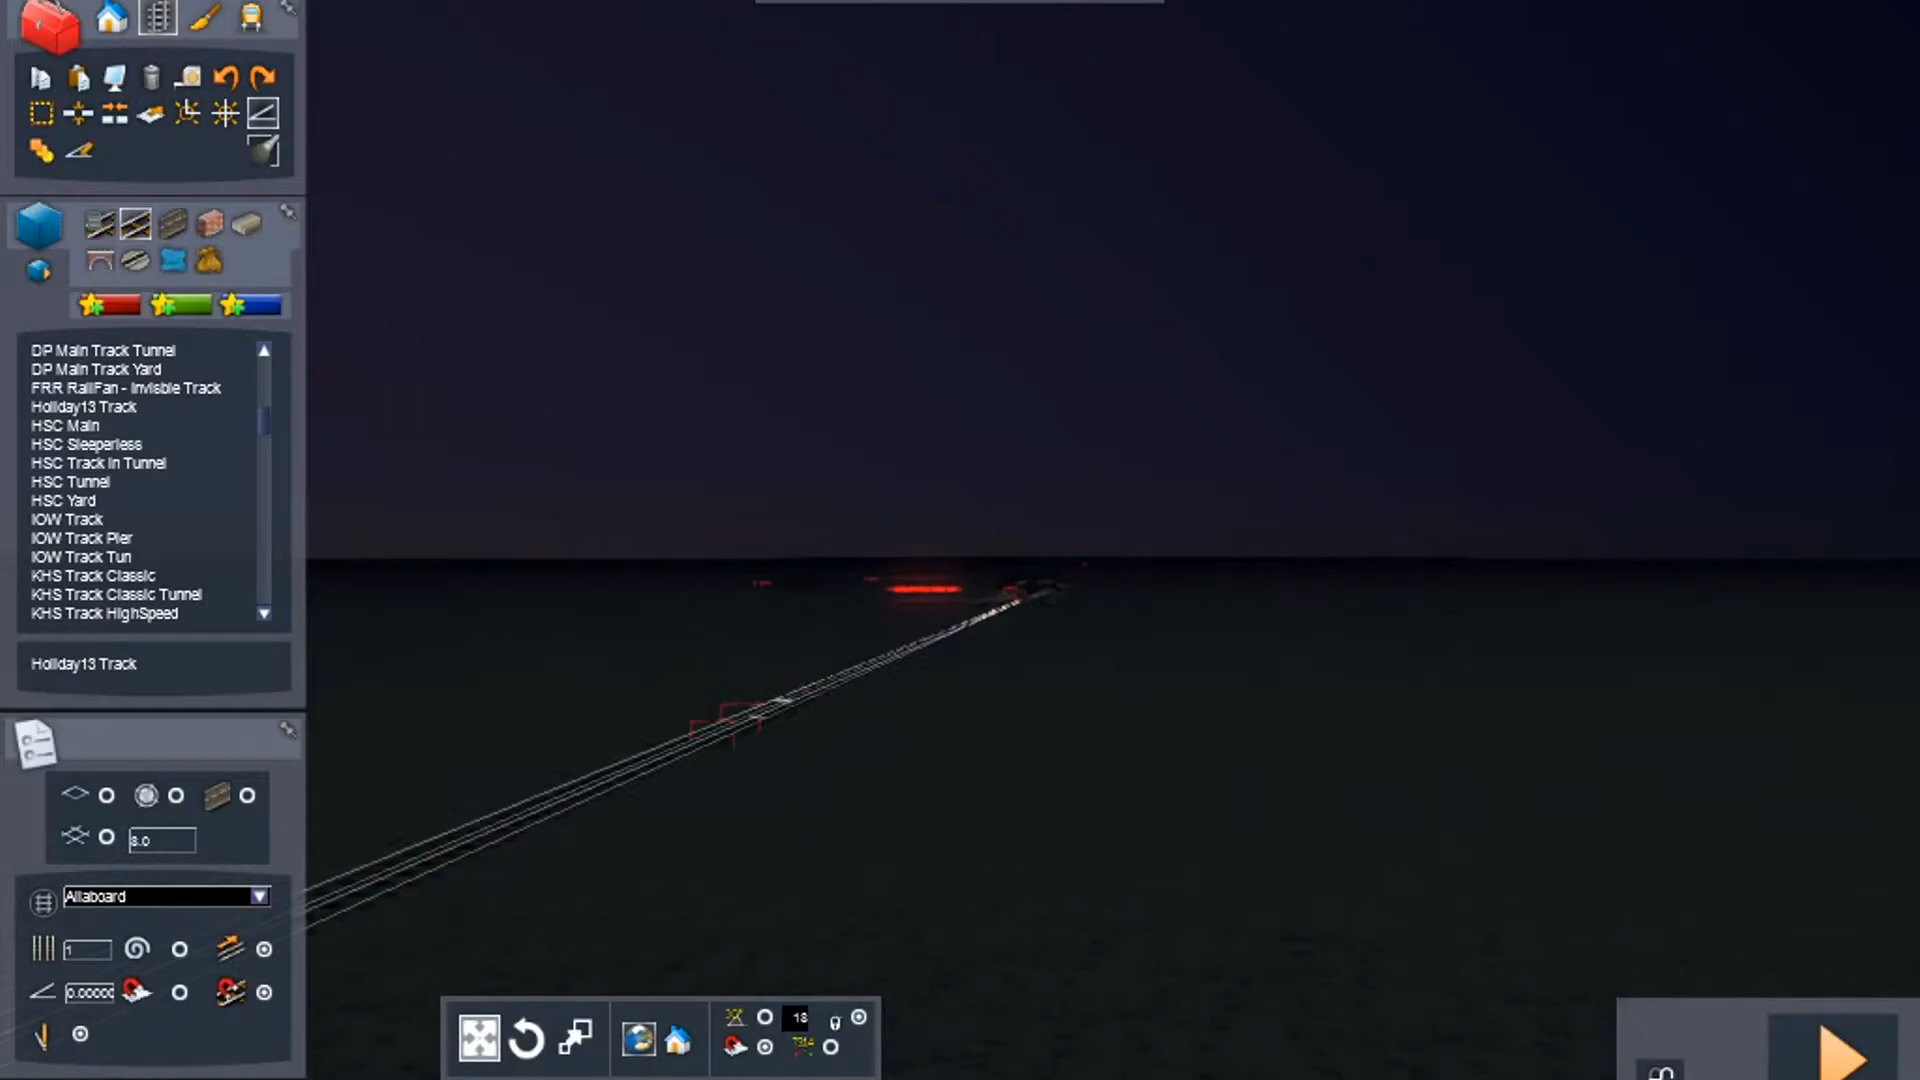 DP Main Track Tunnel
DP Main Track Yard
FRR RailFan - Invisble Track
Holiday13 Track
HSC Main
HSC Sleeperless
HSC Track In Tunnel
HSC Tunnel
HSC Yard
IOW Track
IOW Track Pier
IOW Track Tun
KHS Track Classic
KHS Track Classic Tunnel
KHS Track HighSpeed
Holiday13 Track
8.0
Allaboard
1
0.00000
18